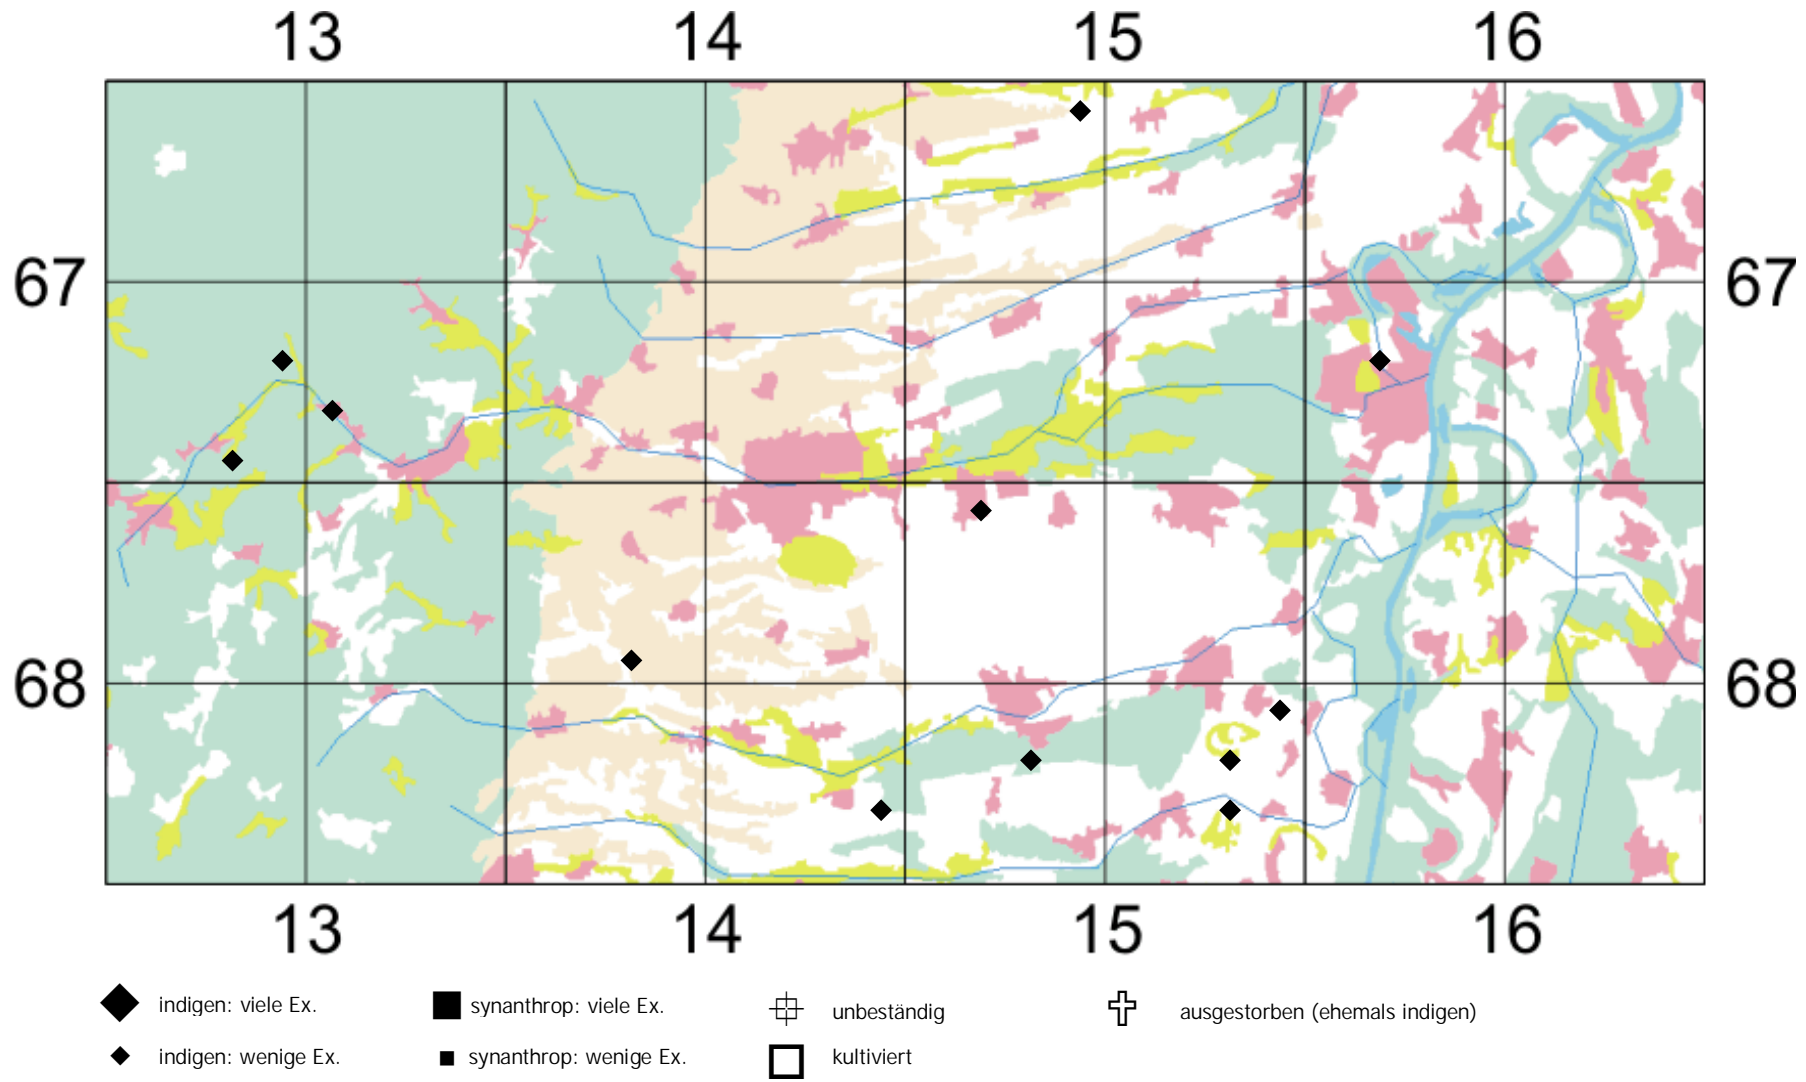 13 14 15 16
67 67
68 68
13 14 15 16
indigen: viele Ex. synanthrop: viele Ex. unbeständig ausgestorben (ehemals indigen)
indigen: wenige Ex. synanthrop: wenige Ex. kultiviert